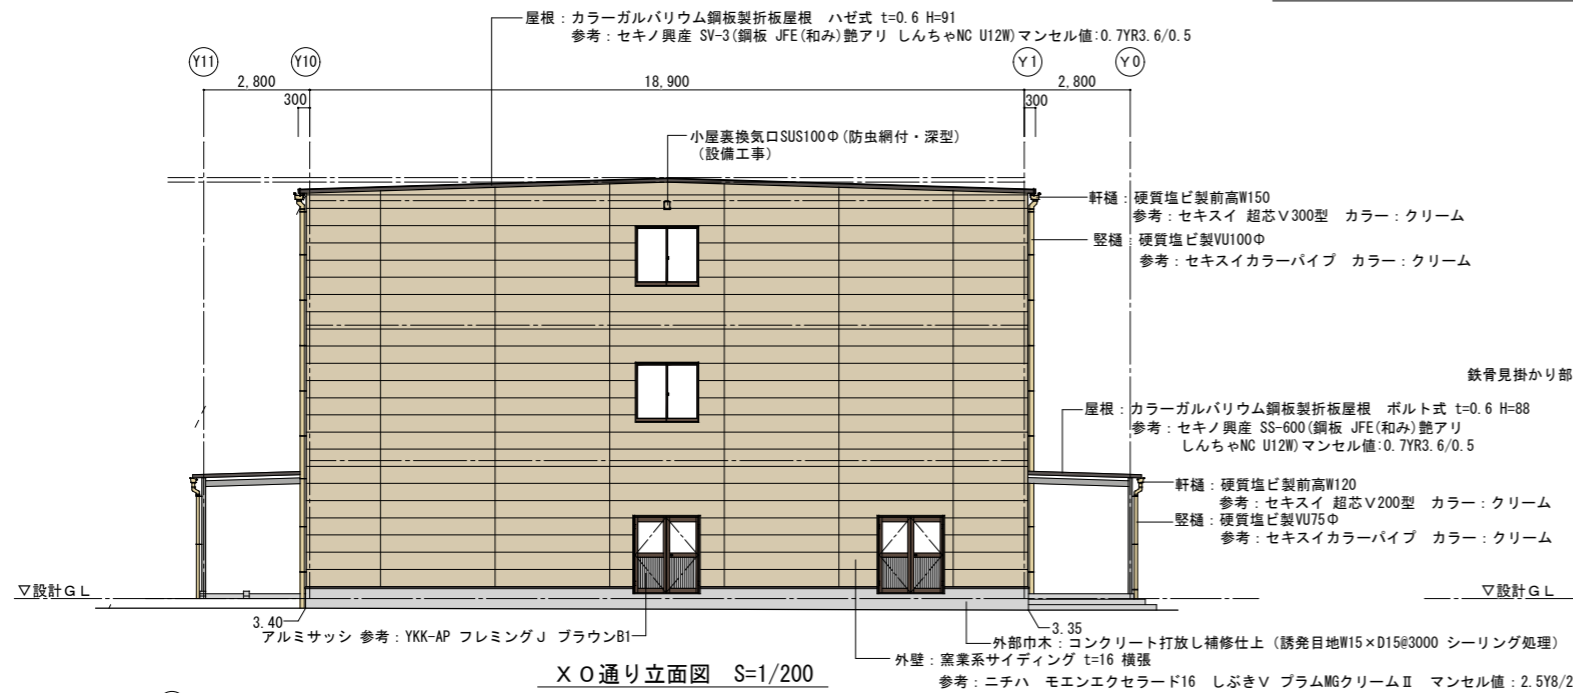 屋根：カラーガルバリウム鋼板製折板屋根　ハゼ式 t=0.6 H=91
参考：セキノ興産 SV-3(鋼板 JFE(和み)艶アリ しんちゃNC U12W)マンセル値:0.7YR3.6/0.5
Y11
Y10
Y1
Y0
2,800
18,900
2,800
300
300
小屋裏換気口SUS100Φ(防虫網付・深型)
（設備工事）
軒樋：硬質塩ビ製前高W150
参考：セキスイ 超芯Ｖ300型　カラー：クリーム
竪樋：硬質塩ビ製VU100Φ
参考：セキスイカラーパイプ　カラー：クリーム
鉄骨見掛かり部
屋根：カラーガルバリウム鋼板製折板屋根　ボルト式 t=0.6 H=88
参考：セキノ興産 SS-600(鋼板 JFE(和み)艶アリ
しんちゃNC U12W)マンセル値:0.7YR3.6/0.5
軒樋：硬質塩ビ製前高W120
参考：セキスイ 超芯Ｖ200型　カラー：クリーム
竪樋：硬質塩ビ製VU75Φ
参考：セキスイカラーパイプ　カラー：クリーム
▽設計ＧＬ
▽設計ＧＬ
3.40
3.35
アルミサッシ 参考：YKK-AP フレミングＪ ブラウンB1
外部巾木：コンクリート打放し補修仕上（誘発目地W15×D15@3000 シーリング処理）
外壁：窯業系サイディング t=16 横張
参考：ニチハ　モエンエクセラード16　しぶきＶ プラムMGクリームⅡ　マンセル値：2.5Y8/2
Ｘ０通り立面図　S=1/200